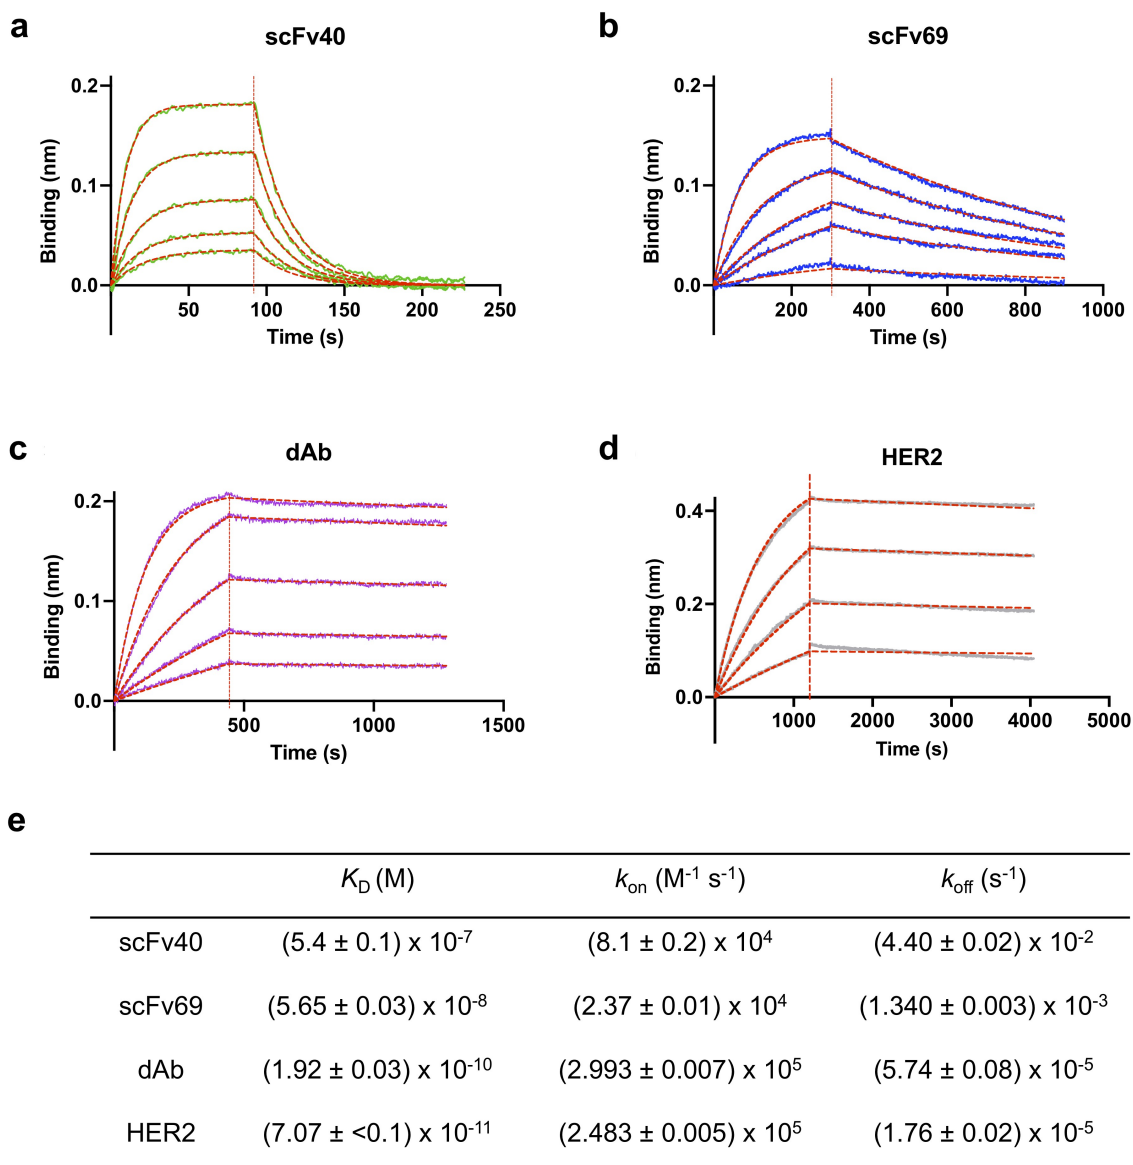 a
scFv40
0.2
0.1
0.0
Binding (nm)
50 100 150 200 250
Time (s)
b
scFv69
0.2
0.1
0.0
Binding (nm)
200 400 600 800 1000
Time (s)
c
dAb
0.2
0.1
0.0
Binding (nm)
500 1000 1500
Time (s)
d
HER2
0.4
0.2
0.0
Binding (nm)
1000 2000 3000 4000 5000
Time (s)
e
K_D (M) k_on (M⁻¹ s⁻¹) k_off (s⁻¹)
scFv40 (5.4 ± 0.1) x 10⁻⁷ (8.1 ± 0.2) x 10⁴ (4.40 ± 0.02) x 10⁻²
scFv69 (5.65 ± 0.03) x 10⁻⁸ (2.37 ± 0.01) x 10⁴ (1.340 ± 0.003) x 10⁻³
dAb (1.92 ± 0.03) x 10⁻¹⁰ (2.993 ± 0.007) x 10⁵ (5.74 ± 0.08) x 10⁻⁵
HER2 (7.07 ± <0.1) x 10⁻¹¹ (2.483 ± 0.005) x 10⁵ (1.76 ± 0.02) x 10⁻⁵